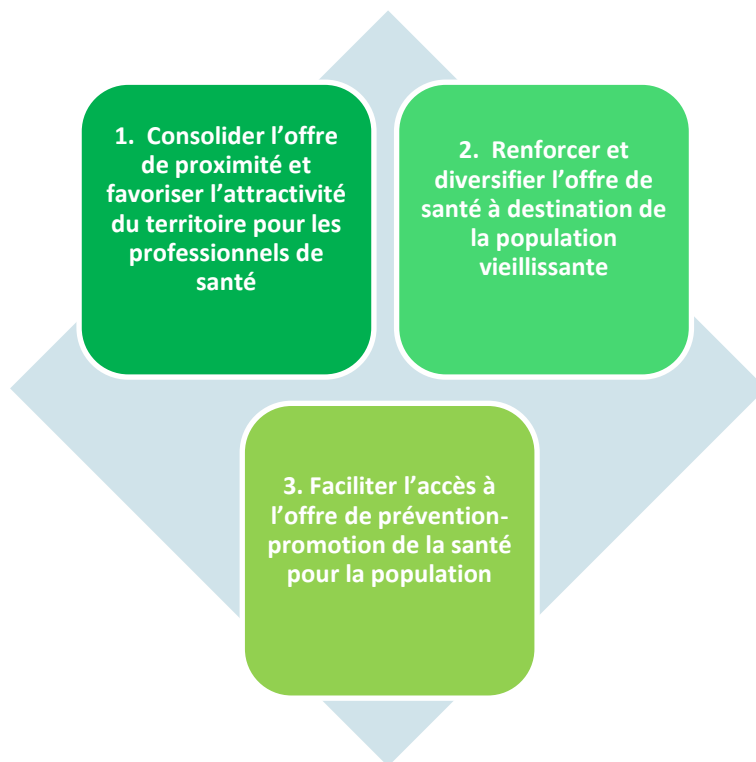 1. Consolider l’offre
de proximité et
favoriser l’attractivité
du territoire pour les
professionnels de
santé
2. Renforcer et
diversifier l’offre de
santé à destination de
la population
vieillissante
3. Faciliter l’accès à
l’offre de prévention-
promotion de la santé
pour la population